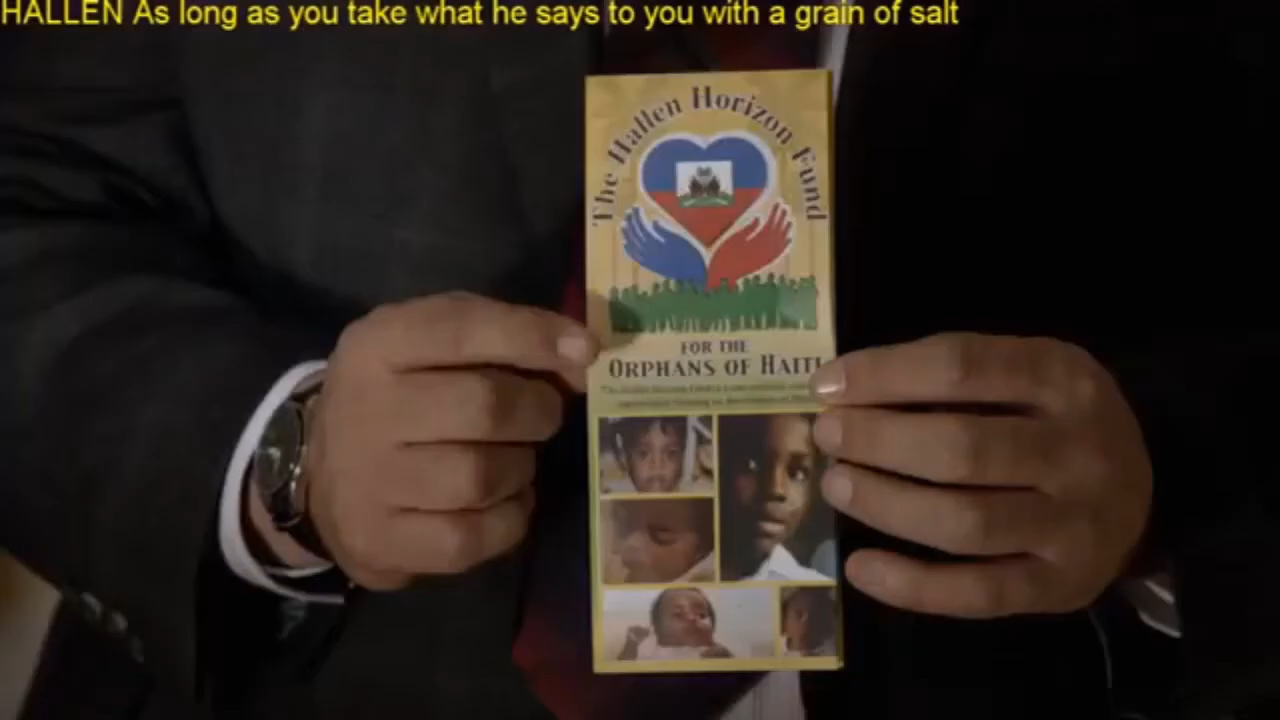 HALLEN As long as you take what he says to you with a grain of salt
The Hallen Horizon Fund
FOR THE
ORPHANS OF HAITI